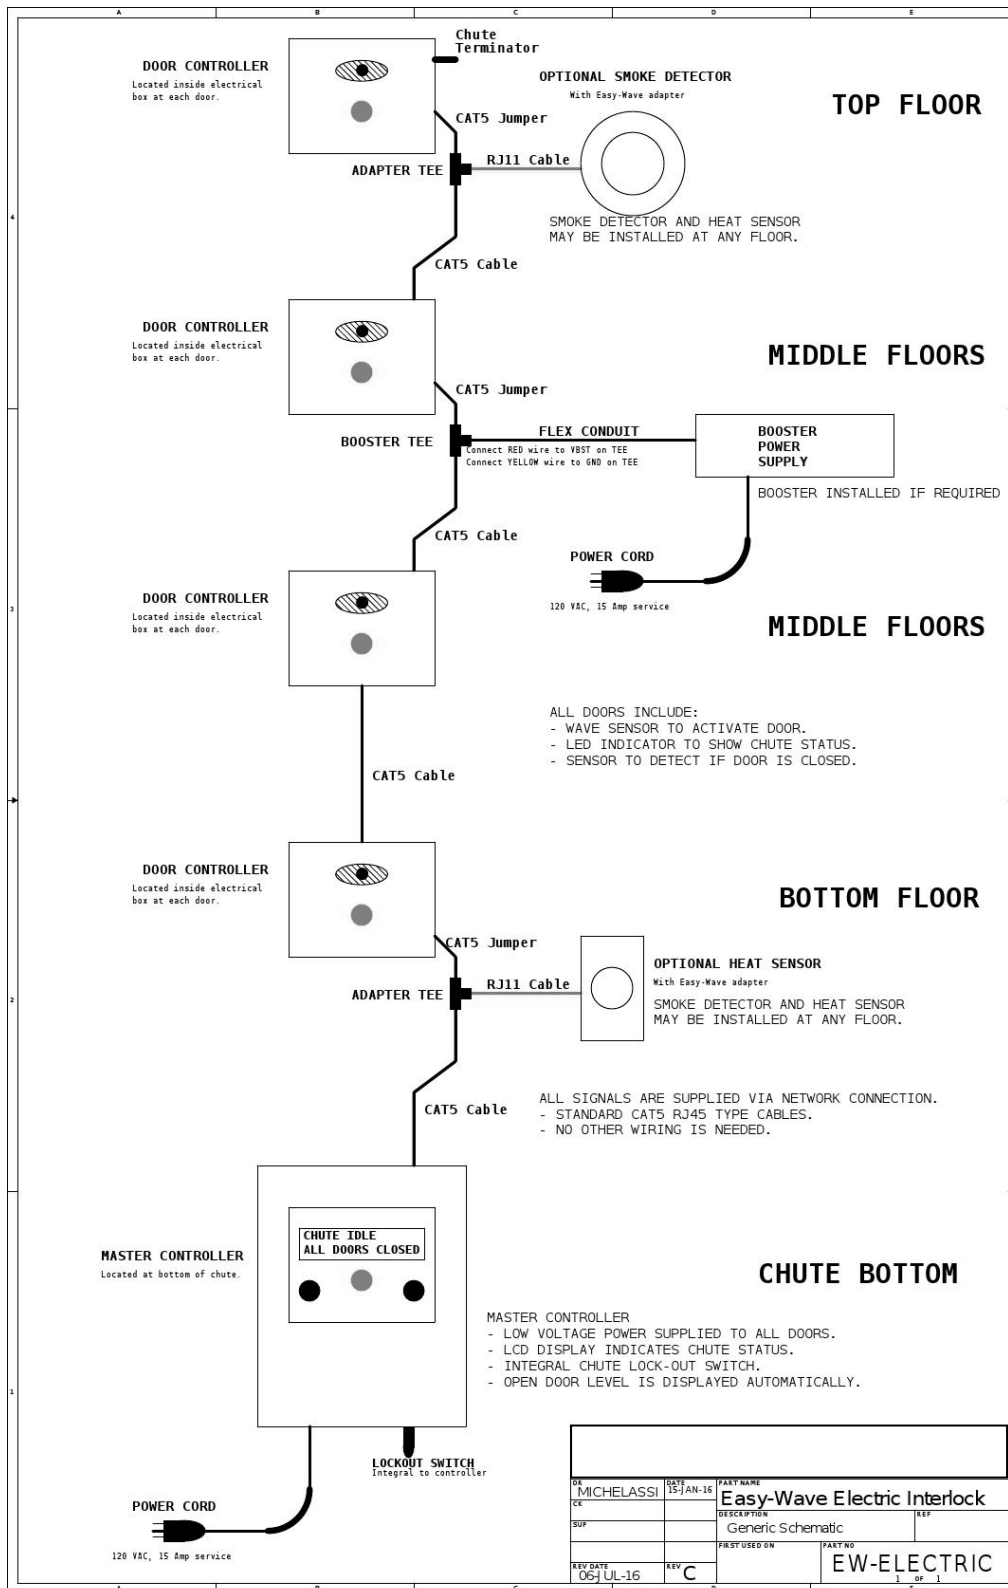 A B C D E
Chute
Terminator
DOOR CONTROLLER
Located inside electrical
box at each door.
OPTIONAL SMOKE DETECTOR
With Easy-Wave adapter
TOP FLOOR
CAT5 Jumper
RJ11 Cable
ADAPTER TEE
4
SMOKE DETECTOR AND HEAT SENSOR
MAY BE INSTALLED AT ANY FLOOR.
CAT5 Cable
DOOR CONTROLLER
Located inside electrical
box at each door.
MIDDLE FLOORS
CAT5 Jumper
BOOSTER TEE
FLEX CONDUIT
Connect RED wire to VBST on TEE
Connect YELLOW wire to GND on TEE
BOOSTER
POWER
SUPPLY
BOOSTER INSTALLED IF REQUIRED
CAT5 Cable
POWER CORD
120 VAC, 15 Amp service
DOOR CONTROLLER
Located inside electrical
box at each door.
3
MIDDLE FLOORS
ALL DOORS INCLUDE:
- WAVE SENSOR TO ACTIVATE DOOR.
- LED INDICATOR TO SHOW CHUTE STATUS.
- SENSOR TO DETECT IF DOOR IS CLOSED.
CAT5 Cable
DOOR CONTROLLER
Located inside electrical
box at each door.
BOTTOM FLOOR
CAT5 Jumper
RJ11 Cable
ADAPTER TEE
2
OPTIONAL HEAT SENSOR
With Easy-Wave adapter
SMOKE DETECTOR AND HEAT SENSOR
MAY BE INSTALLED AT ANY FLOOR.
CAT5 Cable
ALL SIGNALS ARE SUPPLIED VIA NETWORK CONNECTION.
- STANDARD CAT5 RJ45 TYPE CABLES.
- NO OTHER WIRING IS NEEDED.
CHUTE IDLE
ALL DOORS CLOSED
MASTER CONTROLLER
Located at bottom of chute.
CHUTE BOTTOM
MASTER CONTROLLER
- LOW VOLTAGE POWER SUPPLIED TO ALL DOORS.
- LCD DISPLAY INDICATES CHUTE STATUS.
- INTEGRAL CHUTE LOCK-OUT SWITCH.
- OPEN DOOR LEVEL IS DISPLAYED AUTOMATICALLY.
1
LOCKOUT SWITCH
Integral to controller
POWER CORD
120 VAC, 15 Amp service
DR DATE PART NAME
MICHELASSI 15-JAN-16 Easy-Wave Electric Interlock
CK DESCRIPTION REF
SUP Generic Schematic
FIRST USED ON PART NO
REV DATE REV EW-ELECTRIC
06-JUL-16 C 1 OF 1
A B C D E